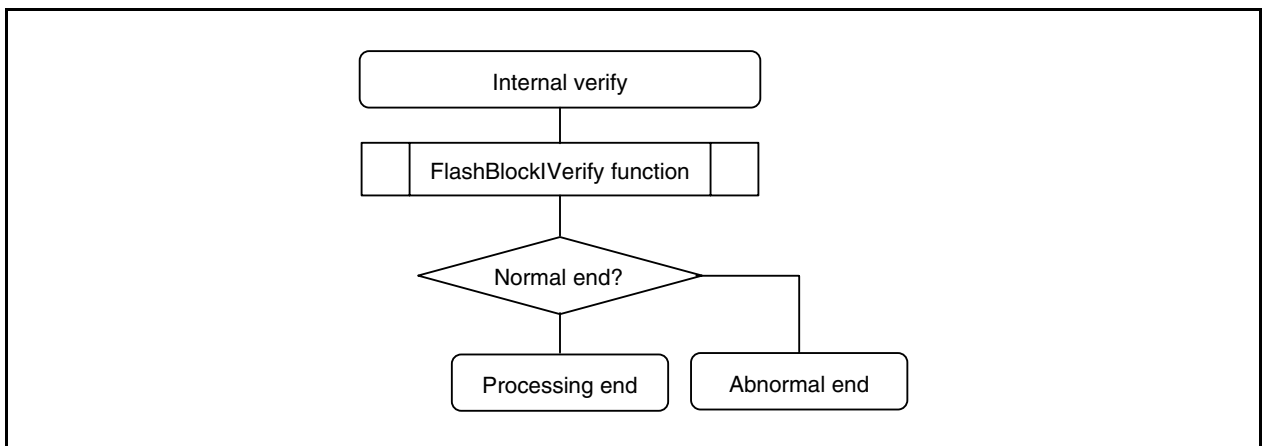 Internal verify
FlashBlockIVerify function
Normal end?
Processing end
Abnormal end